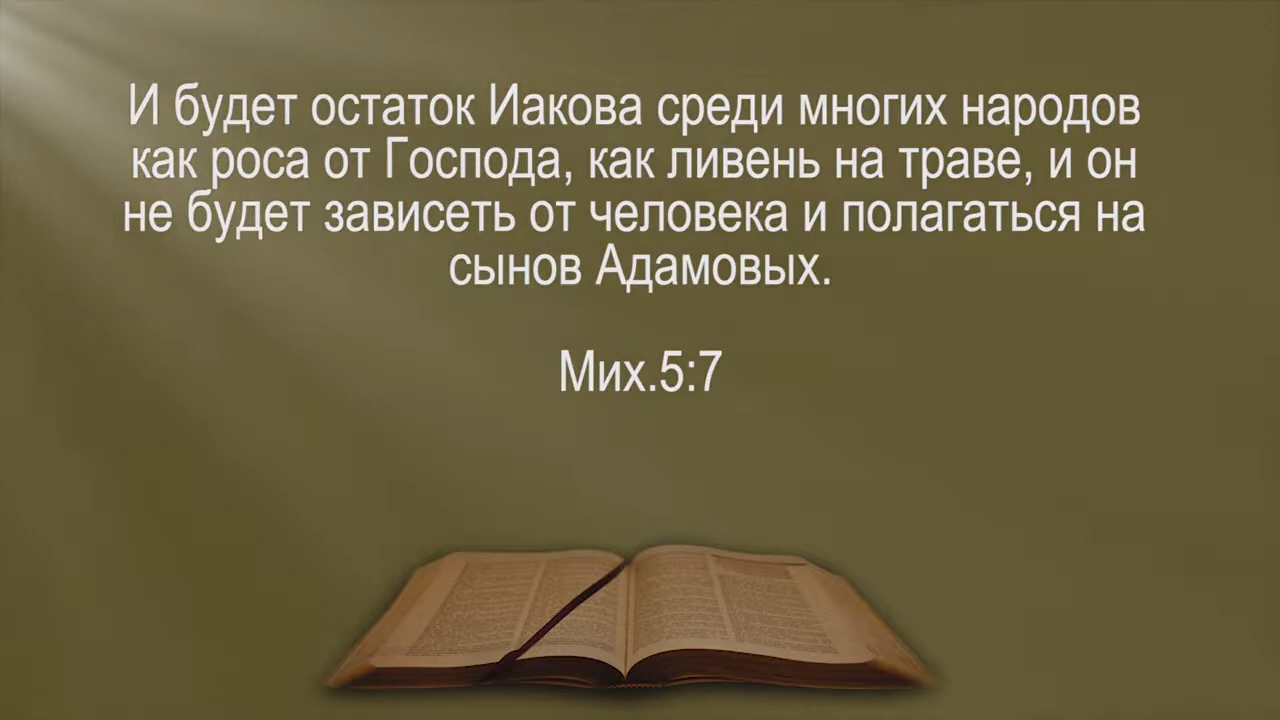 И будет остаток Иакова среди многих народов
как роса от Господа, как ливень на траве, и он
не будет зависеть от человека и полагаться на
сынов Адамовых.
Мих.5:7